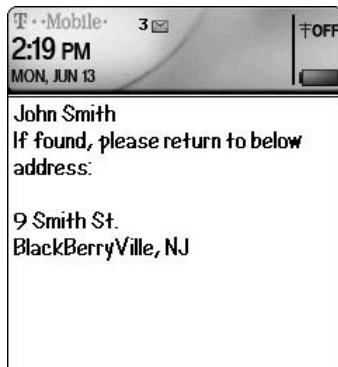 T··Mobile·
3
OFF
2:19 PM
MON, JUN 13
John Smith
If found, please return to below
address:
9 Smith St.
BlackBerryVille, NJ